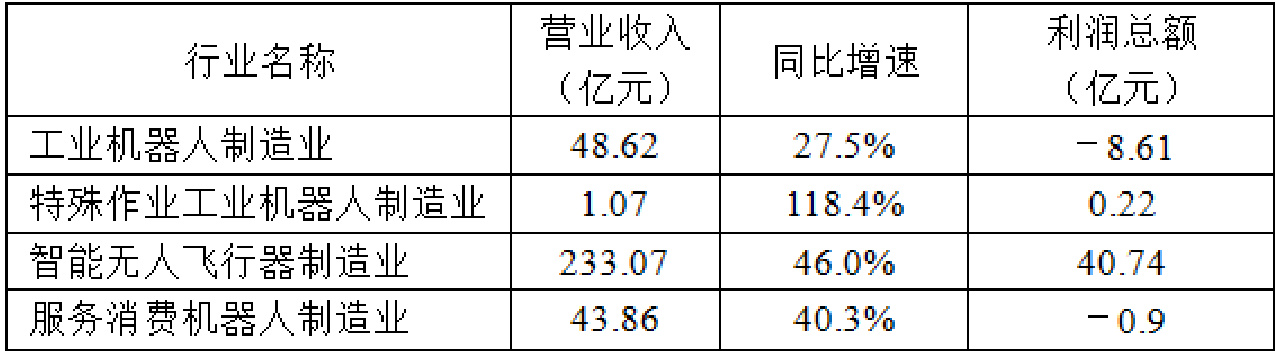 行业名称 营业收入（亿元） 同比增速 利润总额（亿元）
工业机器人制造业 48.62 27.5% －8.61
特殊作业工业机器人制造业 1.07 118.4% 0.22
智能无人飞行器制造业 233.07 46.0% 40.74
服务消费机器人制造业 43.86 40.3% －0.9